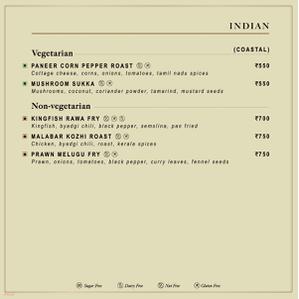 INDIAN
(COASTAL)
Vegetarian
PANEER CORN PEPPER ROAST ₹550
Cottage cheese, corns, onions, tomatoes, tamil nada spices
MUSHROOM SUKKA ₹550
Mushrooms, coconut, coriander powder, tamarind, mustard seeds
Non-vegetarian
KINGFISH RAWA FRY ₹700
Kingfish, byadgi chili, black pepper, semolina, pan fried
MALABAR KOZHI ROAST ₹750
Chicken, byadgi chili, roast, kerala spices
PRAWN MELUGU FRY ₹750
Prawn, onions, tomatoes, black pepper, curry leaves, fennel seeds
Sugar Free Dairy Free Nut Free Gluten Free